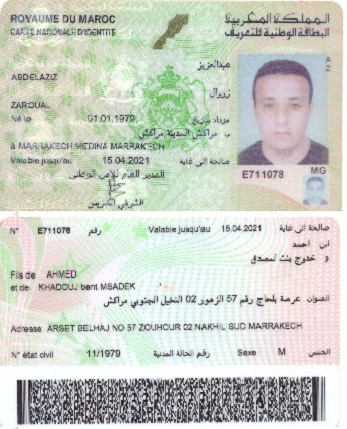 ROYAUME DU MAROC
المملكة المغربية
CARTE NATIONALE D'IDENTITE
البطاقة الوطنية للتعريف
ABDELAZIZ
عبدالعزيز
ZAROUAL
زروال
Né le 01.01.1979
مزداد بتاريخ
ب مراكش المدينة مراكش
à MARRAKECH MEDINA MARRAKECH
Valable jusqu'au 15.04.2021
صالحة الى غاية
المدير العام للأمن الوطني
الشرقي الضريس
E711078
MG
N° E711078 رقم
Valable jusqu'au 15.04.2021 صالحة الى غاية
ابن احمد
و خدوج بنت لمصدق
Fils de AHMED
et de KHADOUJ bent MSADEK
العنوان عرصة بلحاج رقم 57 الزهور 02 النخيل الجنوبي مراكش
Adresse ARSET BELHAJ NO 57 ZOUHOUR 02 NAKHIL SUD MARRAKECH
N° état civil 11/1979 رقم الحالة المدنية
Sexe M الجنس